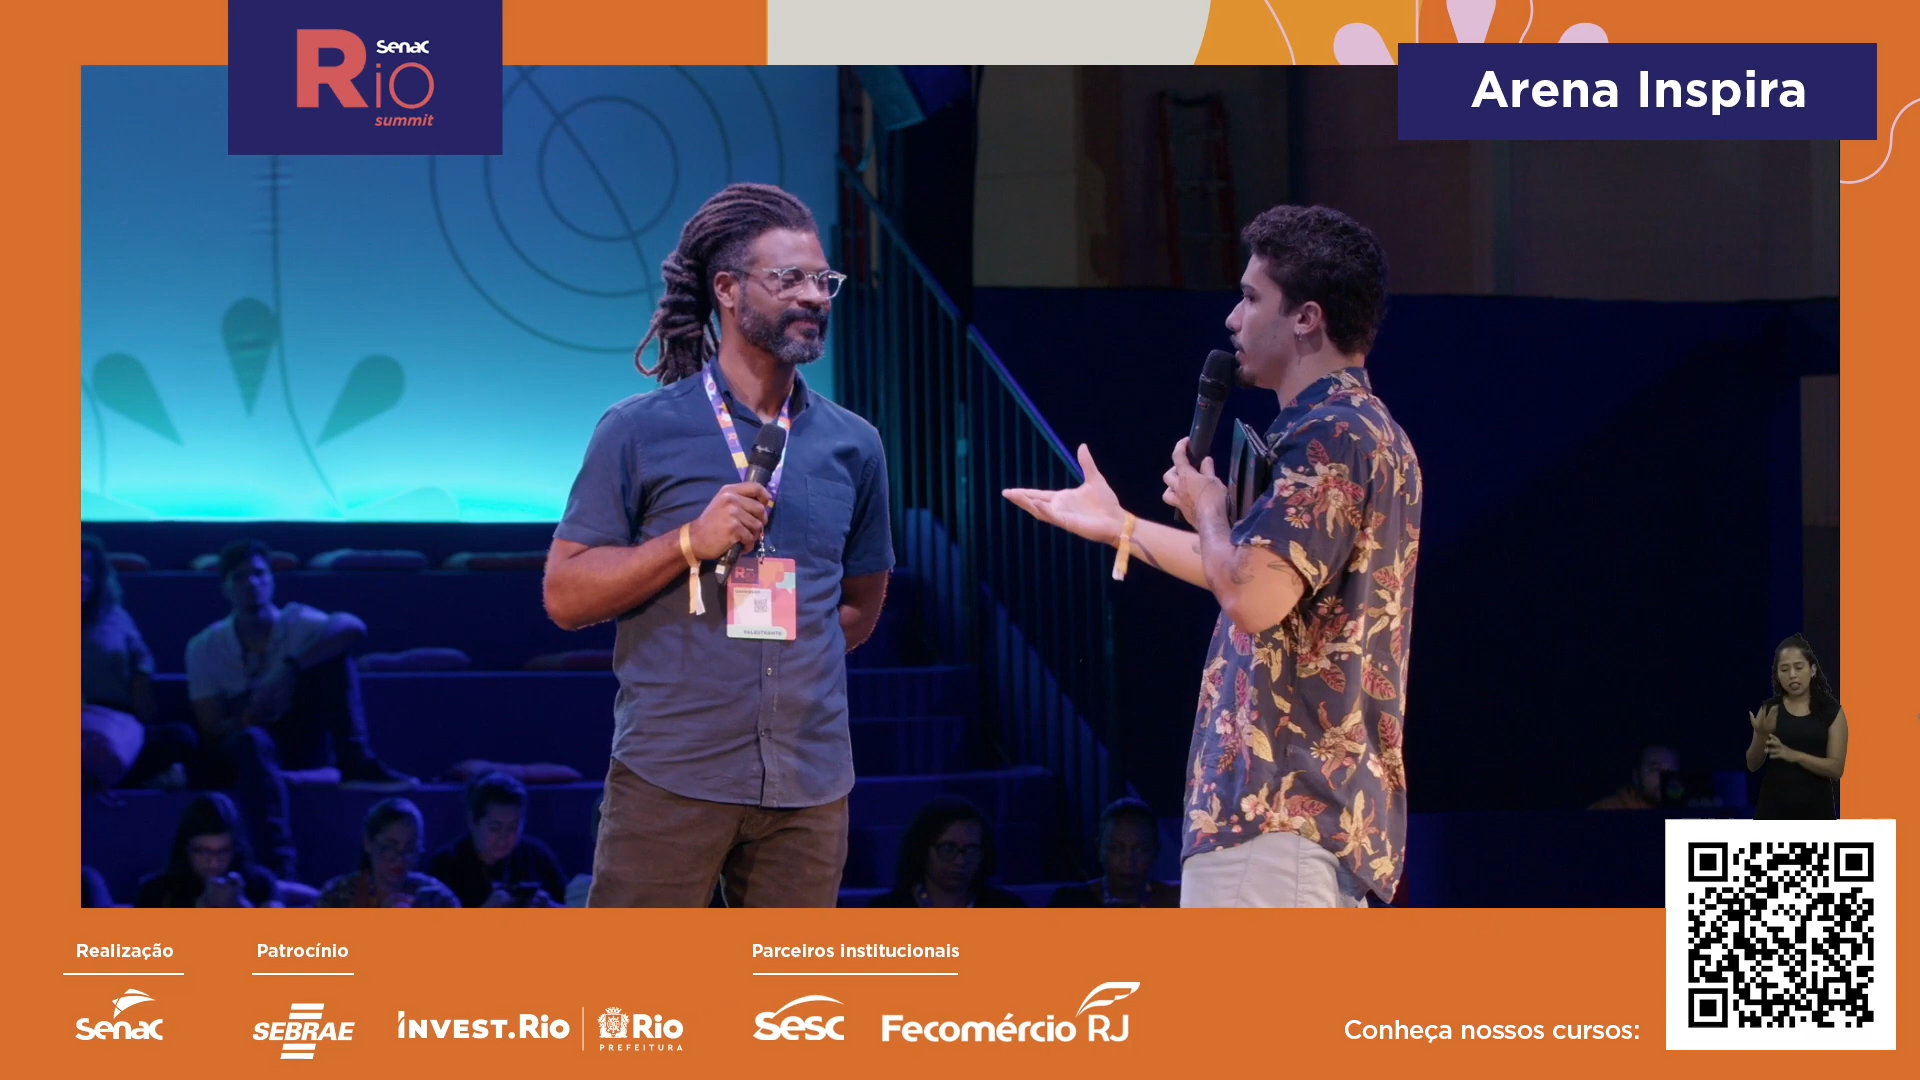 Senac
Rio
summit
Arena Inspira
PALESTRANTE
Realização
Patrocínio
Parceiros institucionais
Senac
SEBRAE
INVEST.Rio
Rio
PREFEITURA
Sesc
Fecomércio RJ
Conheça nossos cursos: